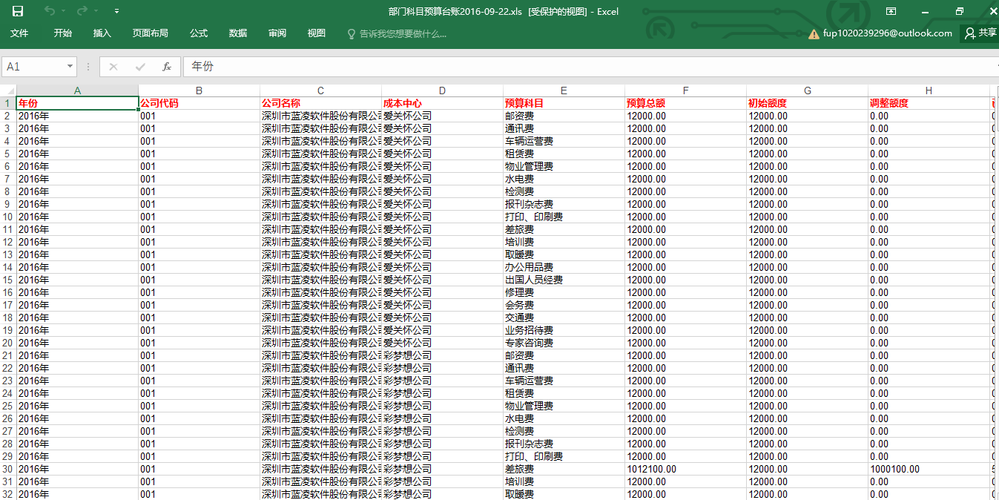 部门科目预算台账2016-09-22.xls [受保护的视图] - Excel
文件 开始 插入 页面布局 公式 数据 审阅 视图 告诉我您想要做什么... fup1020239296@outlook.com 共享
A1 fx 年份
A B C D E F G H
1 年份 公司代码 公司名称 成本中心 预算科目 预算总额 初始额度 调整额度
2 2016年 001 深圳市蓝凌软件股份有限公司 爱关怀公司 邮资费 12000.00 12000.00 0.00
3 2016年 001 深圳市蓝凌软件股份有限公司 爱关怀公司 通讯费 12000.00 12000.00 0.00
4 2016年 001 深圳市蓝凌软件股份有限公司 爱关怀公司 车辆运营费 12000.00 12000.00 0.00
5 2016年 001 深圳市蓝凌软件股份有限公司 爱关怀公司 租赁费 12000.00 12000.00 0.00
6 2016年 001 深圳市蓝凌软件股份有限公司 爱关怀公司 物业管理费 12000.00 12000.00 0.00
7 2016年 001 深圳市蓝凌软件股份有限公司 爱关怀公司 水电费 12000.00 12000.00 0.00
8 2016年 001 深圳市蓝凌软件股份有限公司 爱关怀公司 检测费 12000.00 12000.00 0.00
9 2016年 001 深圳市蓝凌软件股份有限公司 爱关怀公司 报刊杂志费 12000.00 12000.00 0.00
10 2016年 001 深圳市蓝凌软件股份有限公司 爱关怀公司 打印、印刷费 12000.00 12000.00 0.00
11 2016年 001 深圳市蓝凌软件股份有限公司 爱关怀公司 差旅费 12000.00 12000.00 0.00
12 2016年 001 深圳市蓝凌软件股份有限公司 爱关怀公司 培训费 12000.00 12000.00 0.00
13 2016年 001 深圳市蓝凌软件股份有限公司 爱关怀公司 取暖费 12000.00 12000.00 0.00
14 2016年 001 深圳市蓝凌软件股份有限公司 爱关怀公司 办公用品费 12000.00 12000.00 0.00
15 2016年 001 深圳市蓝凌软件股份有限公司 爱关怀公司 出国人员经费 12000.00 12000.00 0.00
16 2016年 001 深圳市蓝凌软件股份有限公司 爱关怀公司 修理费 12000.00 12000.00 0.00
17 2016年 001 深圳市蓝凌软件股份有限公司 爱关怀公司 会务费 12000.00 12000.00 0.00
18 2016年 001 深圳市蓝凌软件股份有限公司 爱关怀公司 交通费 12000.00 12000.00 0.00
19 2016年 001 深圳市蓝凌软件股份有限公司 爱关怀公司 业务招待费 12000.00 12000.00 0.00
20 2016年 001 深圳市蓝凌软件股份有限公司 爱关怀公司 专家咨询费 12000.00 12000.00 0.00
21 2016年 001 深圳市蓝凌软件股份有限公司 彩梦想公司 邮资费 12000.00 12000.00 0.00
22 2016年 001 深圳市蓝凌软件股份有限公司 彩梦想公司 通讯费 12000.00 12000.00 0.00
23 2016年 001 深圳市蓝凌软件股份有限公司 彩梦想公司 车辆运营费 12000.00 12000.00 0.00
24 2016年 001 深圳市蓝凌软件股份有限公司 彩梦想公司 租赁费 12000.00 12000.00 0.00
25 2016年 001 深圳市蓝凌软件股份有限公司 彩梦想公司 物业管理费 12000.00 12000.00 0.00
26 2016年 001 深圳市蓝凌软件股份有限公司 彩梦想公司 水电费 12000.00 12000.00 0.00
27 2016年 001 深圳市蓝凌软件股份有限公司 彩梦想公司 检测费 12000.00 12000.00 0.00
28 2016年 001 深圳市蓝凌软件股份有限公司 彩梦想公司 报刊杂志费 12000.00 12000.00 0.00
29 2016年 001 深圳市蓝凌软件股份有限公司 彩梦想公司 打印、印刷费 12000.00 12000.00 0.00
30 2016年 001 深圳市蓝凌软件股份有限公司 彩梦想公司 差旅费 1012100.00 12000.00 1000100.00
31 2016年 001 深圳市蓝凌软件股份有限公司 彩梦想公司 培训费 12000.00 12000.00 0.00
32 2016年 001 深圳市蓝凌软件股份有限公司 彩梦想公司 取暖费 12000.00 12000.00 0.00